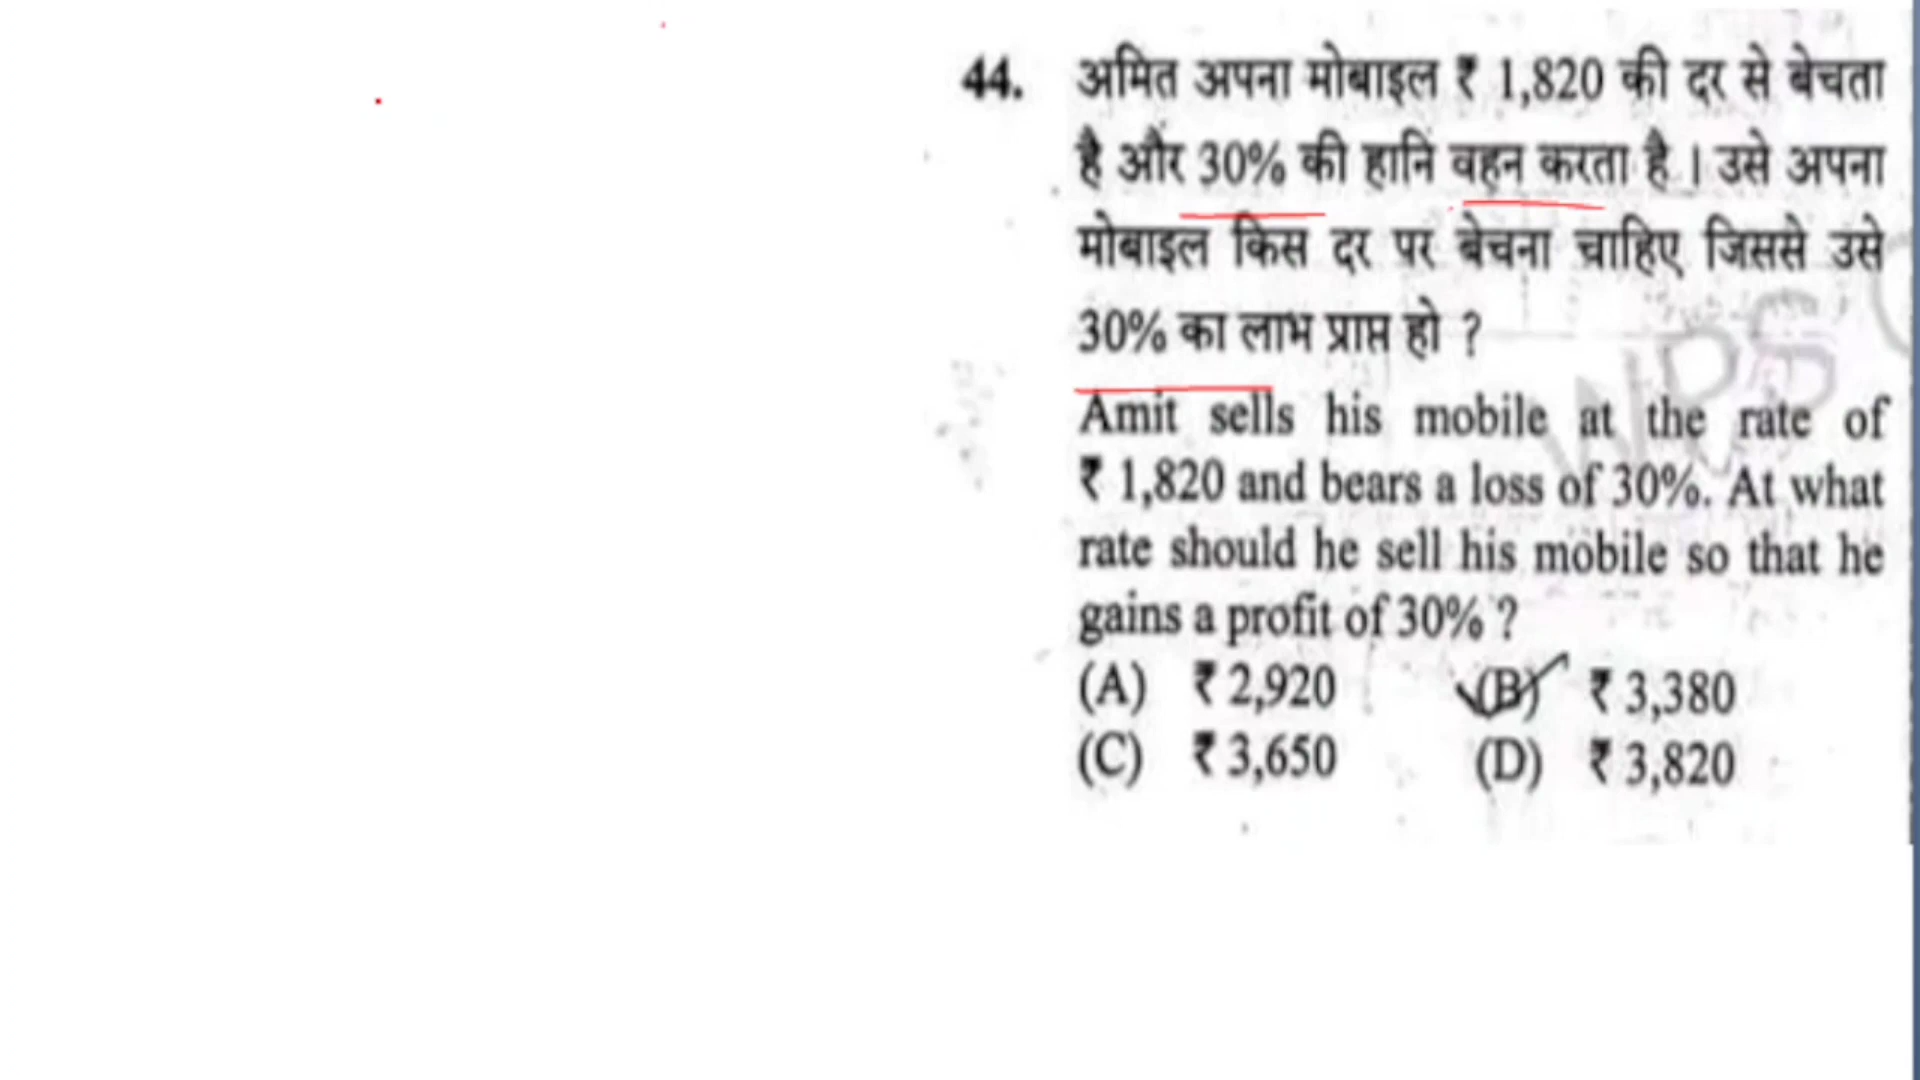 44. अमित अपना मोबाइल ₹ 1,820 की दर से बेचता
है और 30% की हानि वहन करता है । उसे अपना
मोबाइल किस दर पर बेचना चाहिए जिससे उसे
30% का लाभ प्राप्त हो ?
Amit sells his mobile at the rate of
₹ 1,820 and bears a loss of 30%. At what
rate should he sell his mobile so that he
gains a profit of 30% ?
(A) ₹ 2,920 (B) ₹ 3,380
(C) ₹ 3,650 (D) ₹ 3,820